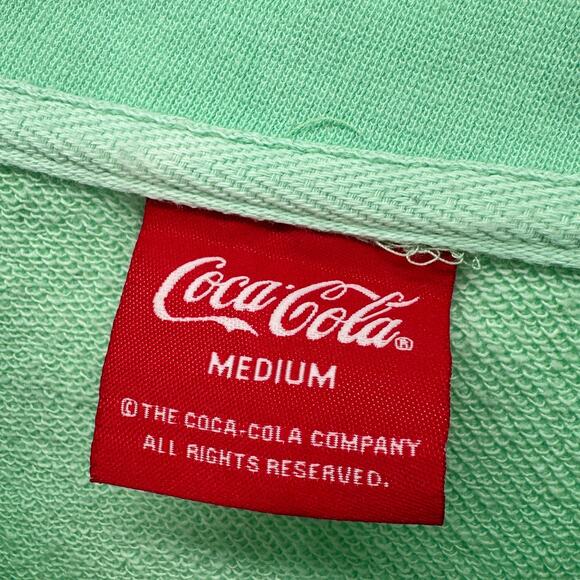 Coca-Cola®
MEDIUM
© THE COCA-COLA COMPANY
ALL RIGHTS RESERVED.